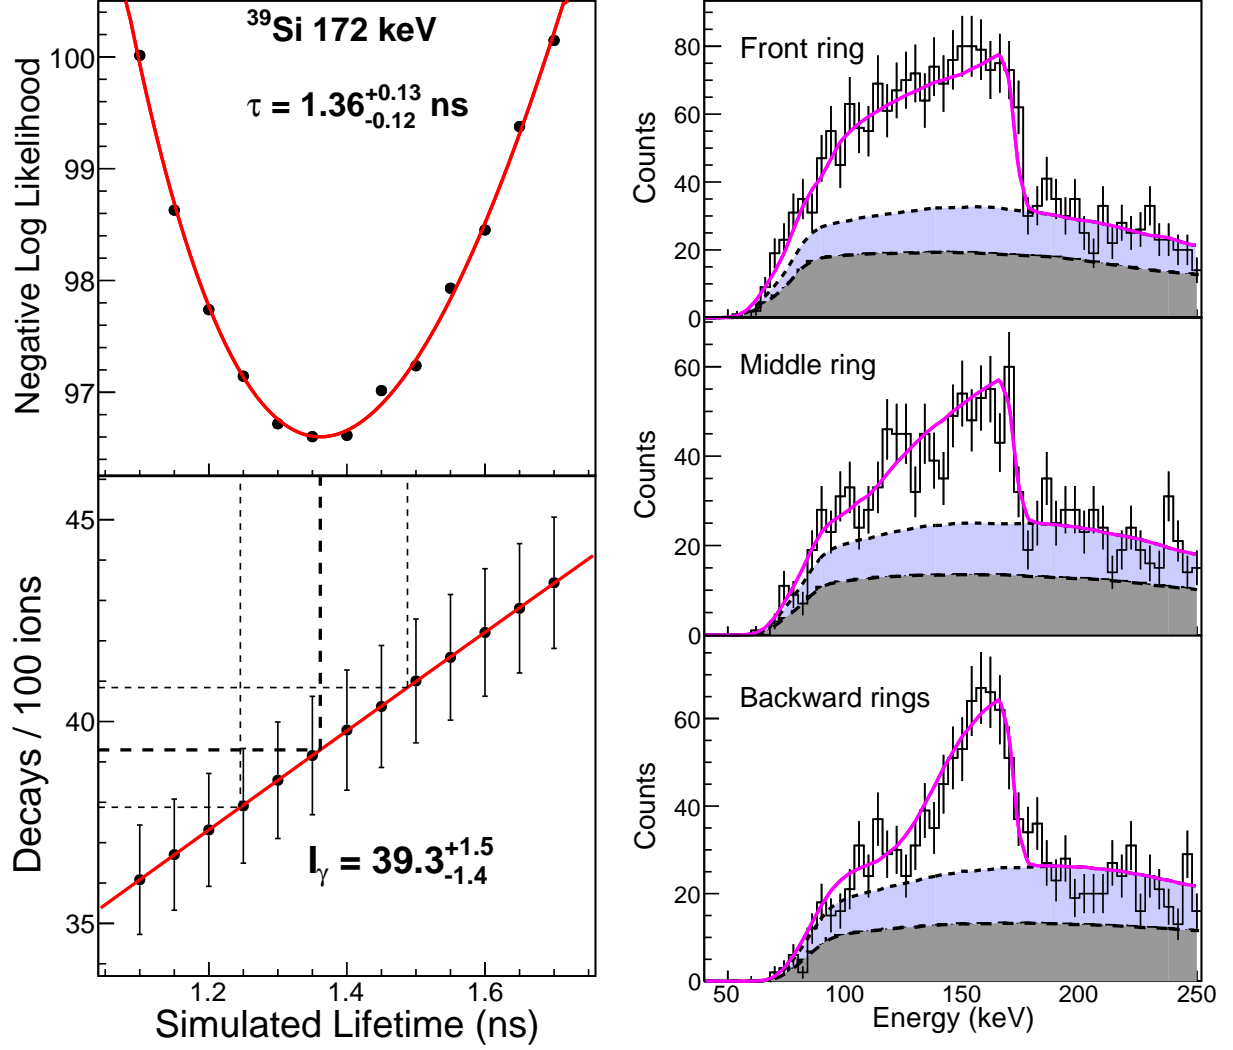 ³⁹Si 172 keV
τ = 1.36 +0.13 -0.12 ns
Negative Log Likelihood
100
99
98
97
45
40
35
Decays / 100 ions
Iγ = 39.3 +1.5 -1.4
1.2 1.4 1.6
Simulated Lifetime (ns)
Front ring
Counts
80
60
40
20
0
Middle ring
Counts
60
40
20
0
Backward rings
Counts
60
40
20
0
50 100 150 200 250
Energy (keV)